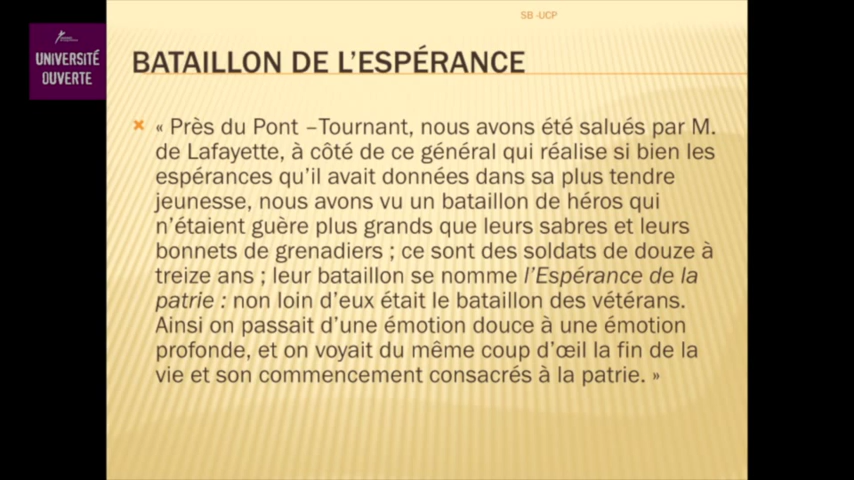 SB -UCP
UNIVERSITÉ
OUVERTE
BATAILLON DE L’ESPÉRANCE
« Près du Pont –Tournant, nous avons été salués par M.
de Lafayette, à côté de ce général qui réalise si bien les
espérances qu’il avait données dans sa plus tendre
jeunesse, nous avons vu un bataillon de héros qui
n’étaient guère plus grands que leurs sabres et leurs
bonnets de grenadiers ; ce sont des soldats de douze à
treize ans ; leur bataillon se nomme l’Espérance de la
patrie : non loin d’eux était le bataillon des vétérans.
Ainsi on passait d’une émotion douce à une émotion
profonde, et on voyait du même coup d’œil la fin de la
vie et son commencement consacrés à la patrie. »